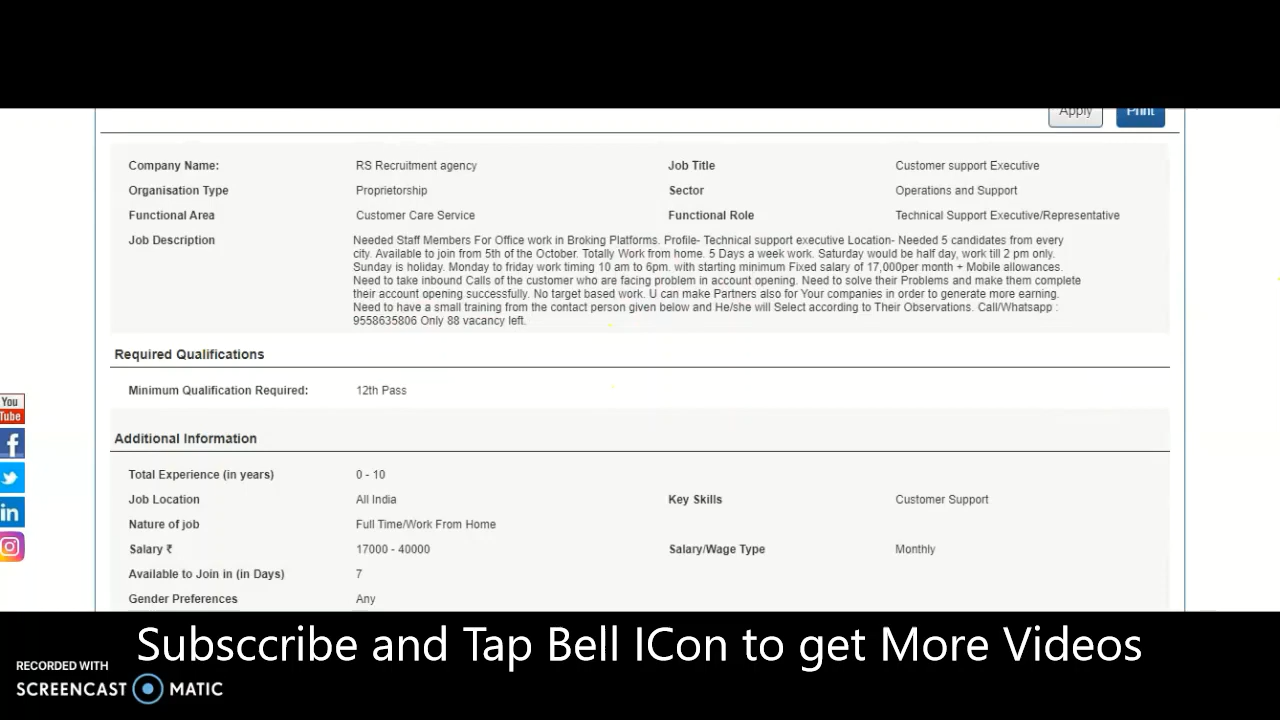 Apply Print
Company Name: RS Recruitment agency Job Title Customer support Executive
Organisation Type Proprietorship Sector Operations and Support
Functional Area Customer Care Service Functional Role Technical Support Executive/Representative
Job Description Needed Staff Members For Office work in Broking Platforms. Profile- Technical support executive Location- Needed 5 candidates from every
city. Available to join from 5th of the October. Totally Work from home. 5 Days a week work. Saturday would be half day, work till 2 pm only.
Sunday is holiday. Monday to friday work timing 10 am to 6pm. with starting minimum Fixed salary of 17,000per month + Mobile allowances.
Need to take inbound Calls of the customer who are facing problem in account opening. Need to solve their Problems and make them complete
their account opening successfully. No target based work. U can make Partners also for Your companies in order to generate more earning.
Need to have a small training from the contact person given below and He/she will Select according to Their Observations. Call/Whatsapp :
9558635806 Only 88 vacancy left.
Required Qualifications
Minimum Qualification Required: 12th Pass
Additional Information
Total Experience (in years) 0 - 10
Job Location All India Key Skills Customer Support
Nature of job Full Time/Work From Home
Salary ₹ 17000 - 40000 Salary/Wage Type Monthly
Available to Join in (in Days) 7
Gender Preferences Any
You
Tube
f
in
Subsccribe and Tap Bell ICon to get More Videos
RECORDED WITH
SCREENCAST MATIC